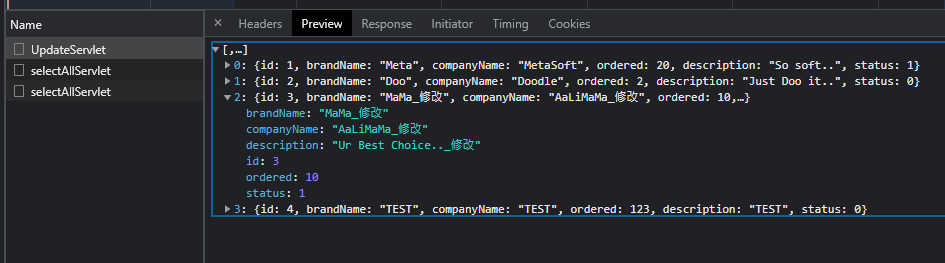 Name
× Headers Preview Response Initiator Timing Cookies
UpdateServlet
selectAllServlet
selectAllServlet
▼[,…]
▶0: {id: 1, brandName: "Meta", companyName: "MetaSoft", ordered: 20, description: "So soft..", status: 1}
▶1: {id: 2, brandName: "Doo", companyName: "Doodle", ordered: 2, description: "Just Doo it..", status: 0}
▼2: {id: 3, brandName: "MaMa_修改", companyName: "AaLiMaMa_修改", ordered: 10,…}
brandName: "MaMa_修改"
companyName: "AaLiMaMa_修改"
description: "Ur Best Choice.._修改"
id: 3
ordered: 10
status: 1
▶3: {id: 4, brandName: "TEST", companyName: "TEST", ordered: 123, description: "TEST", status: 0}